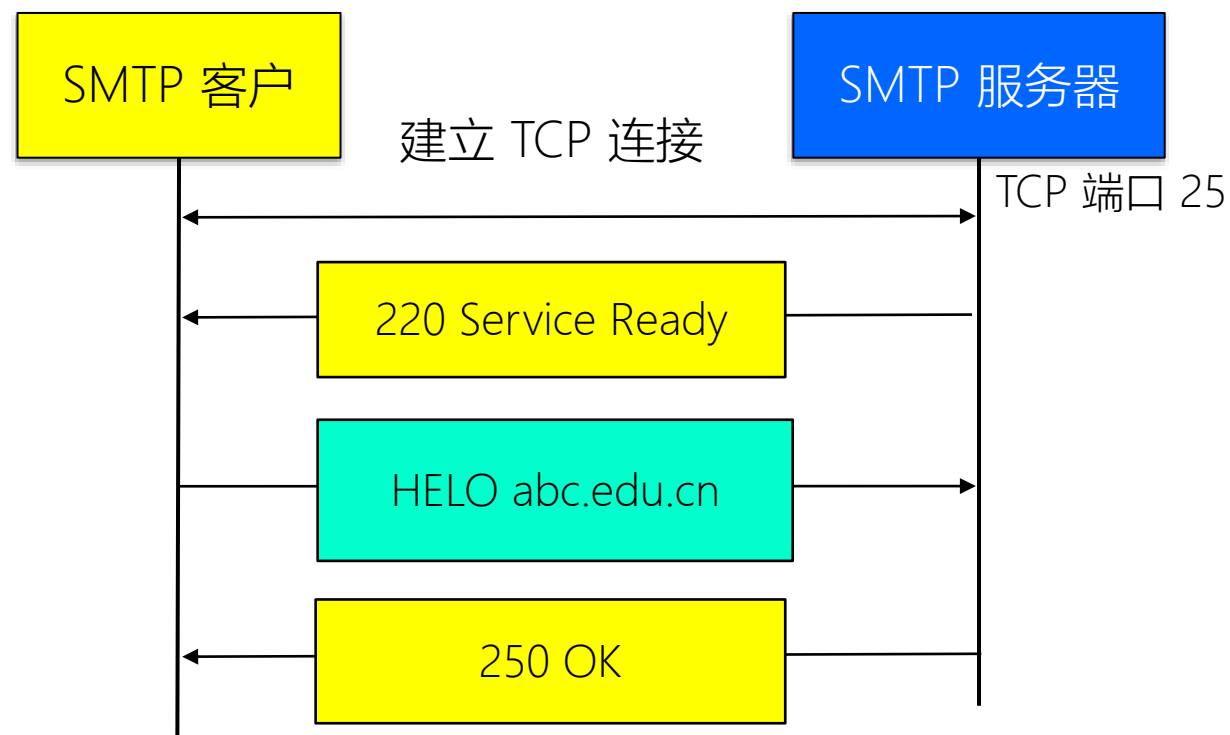 SMTP 客户
SMTP 服务器
建立 TCP 连接
TCP 端口 25
220 Service Ready
HELO abc.edu.cn
250 OK